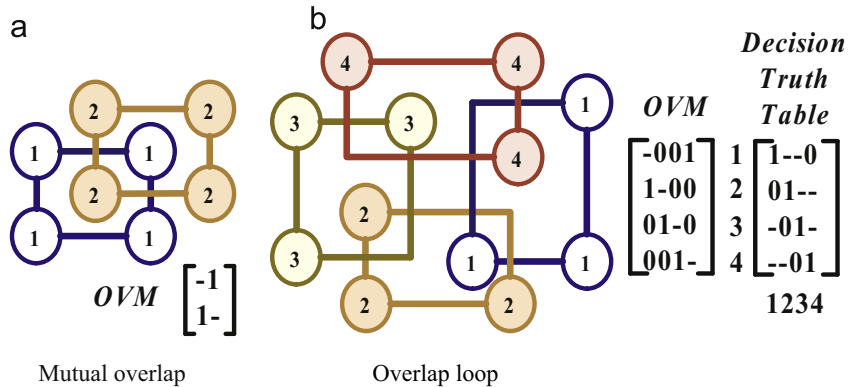 a
2 2
1 1
2 2
1 1
OVM
-1
1-
Mutual overlap
b
4 4
1
3 3
4
2
3 1 1
2 2
Overlap loop
OVM
-001
1-00
01-0
001-
1
2
3
4
Decision
Truth
Table
1--0
01--
-01-
--01
1234